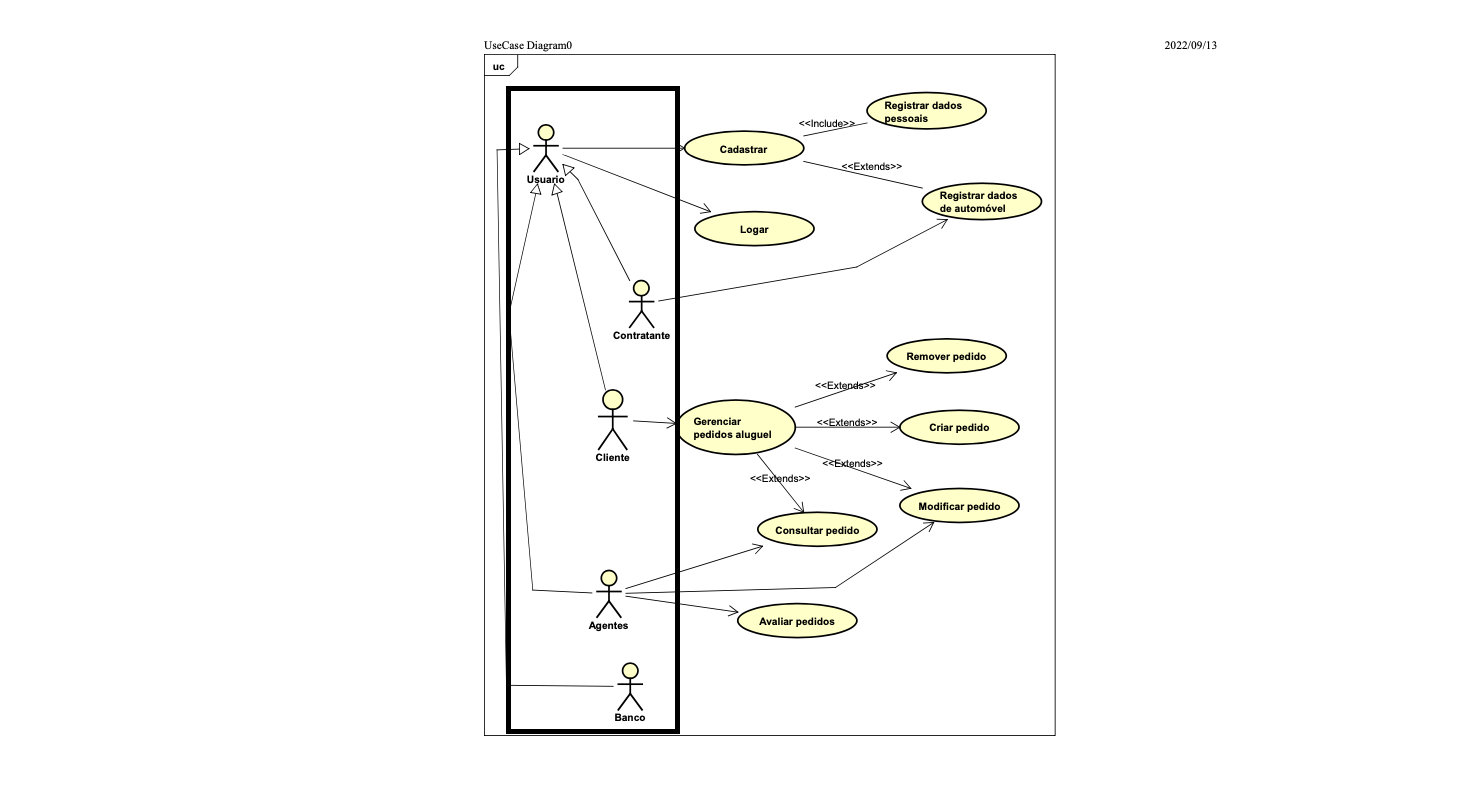 UseCase Diagram0
2022/09/13
uc
Registrar dados
pessoais
<<Include>>
Cadastrar
<<Extends>>
Usuario
Registrar dados
de automóvel
Logar
Contratante
Remover pedido
<<Extends>>
Gerenciar
pedidos aluguel
<<Extends>>
Criar pedido
Cliente
<<Extends>>
<<Extends>>
Modificar pedido
Consultar pedido
Agentes
Avaliar pedidos
Banco